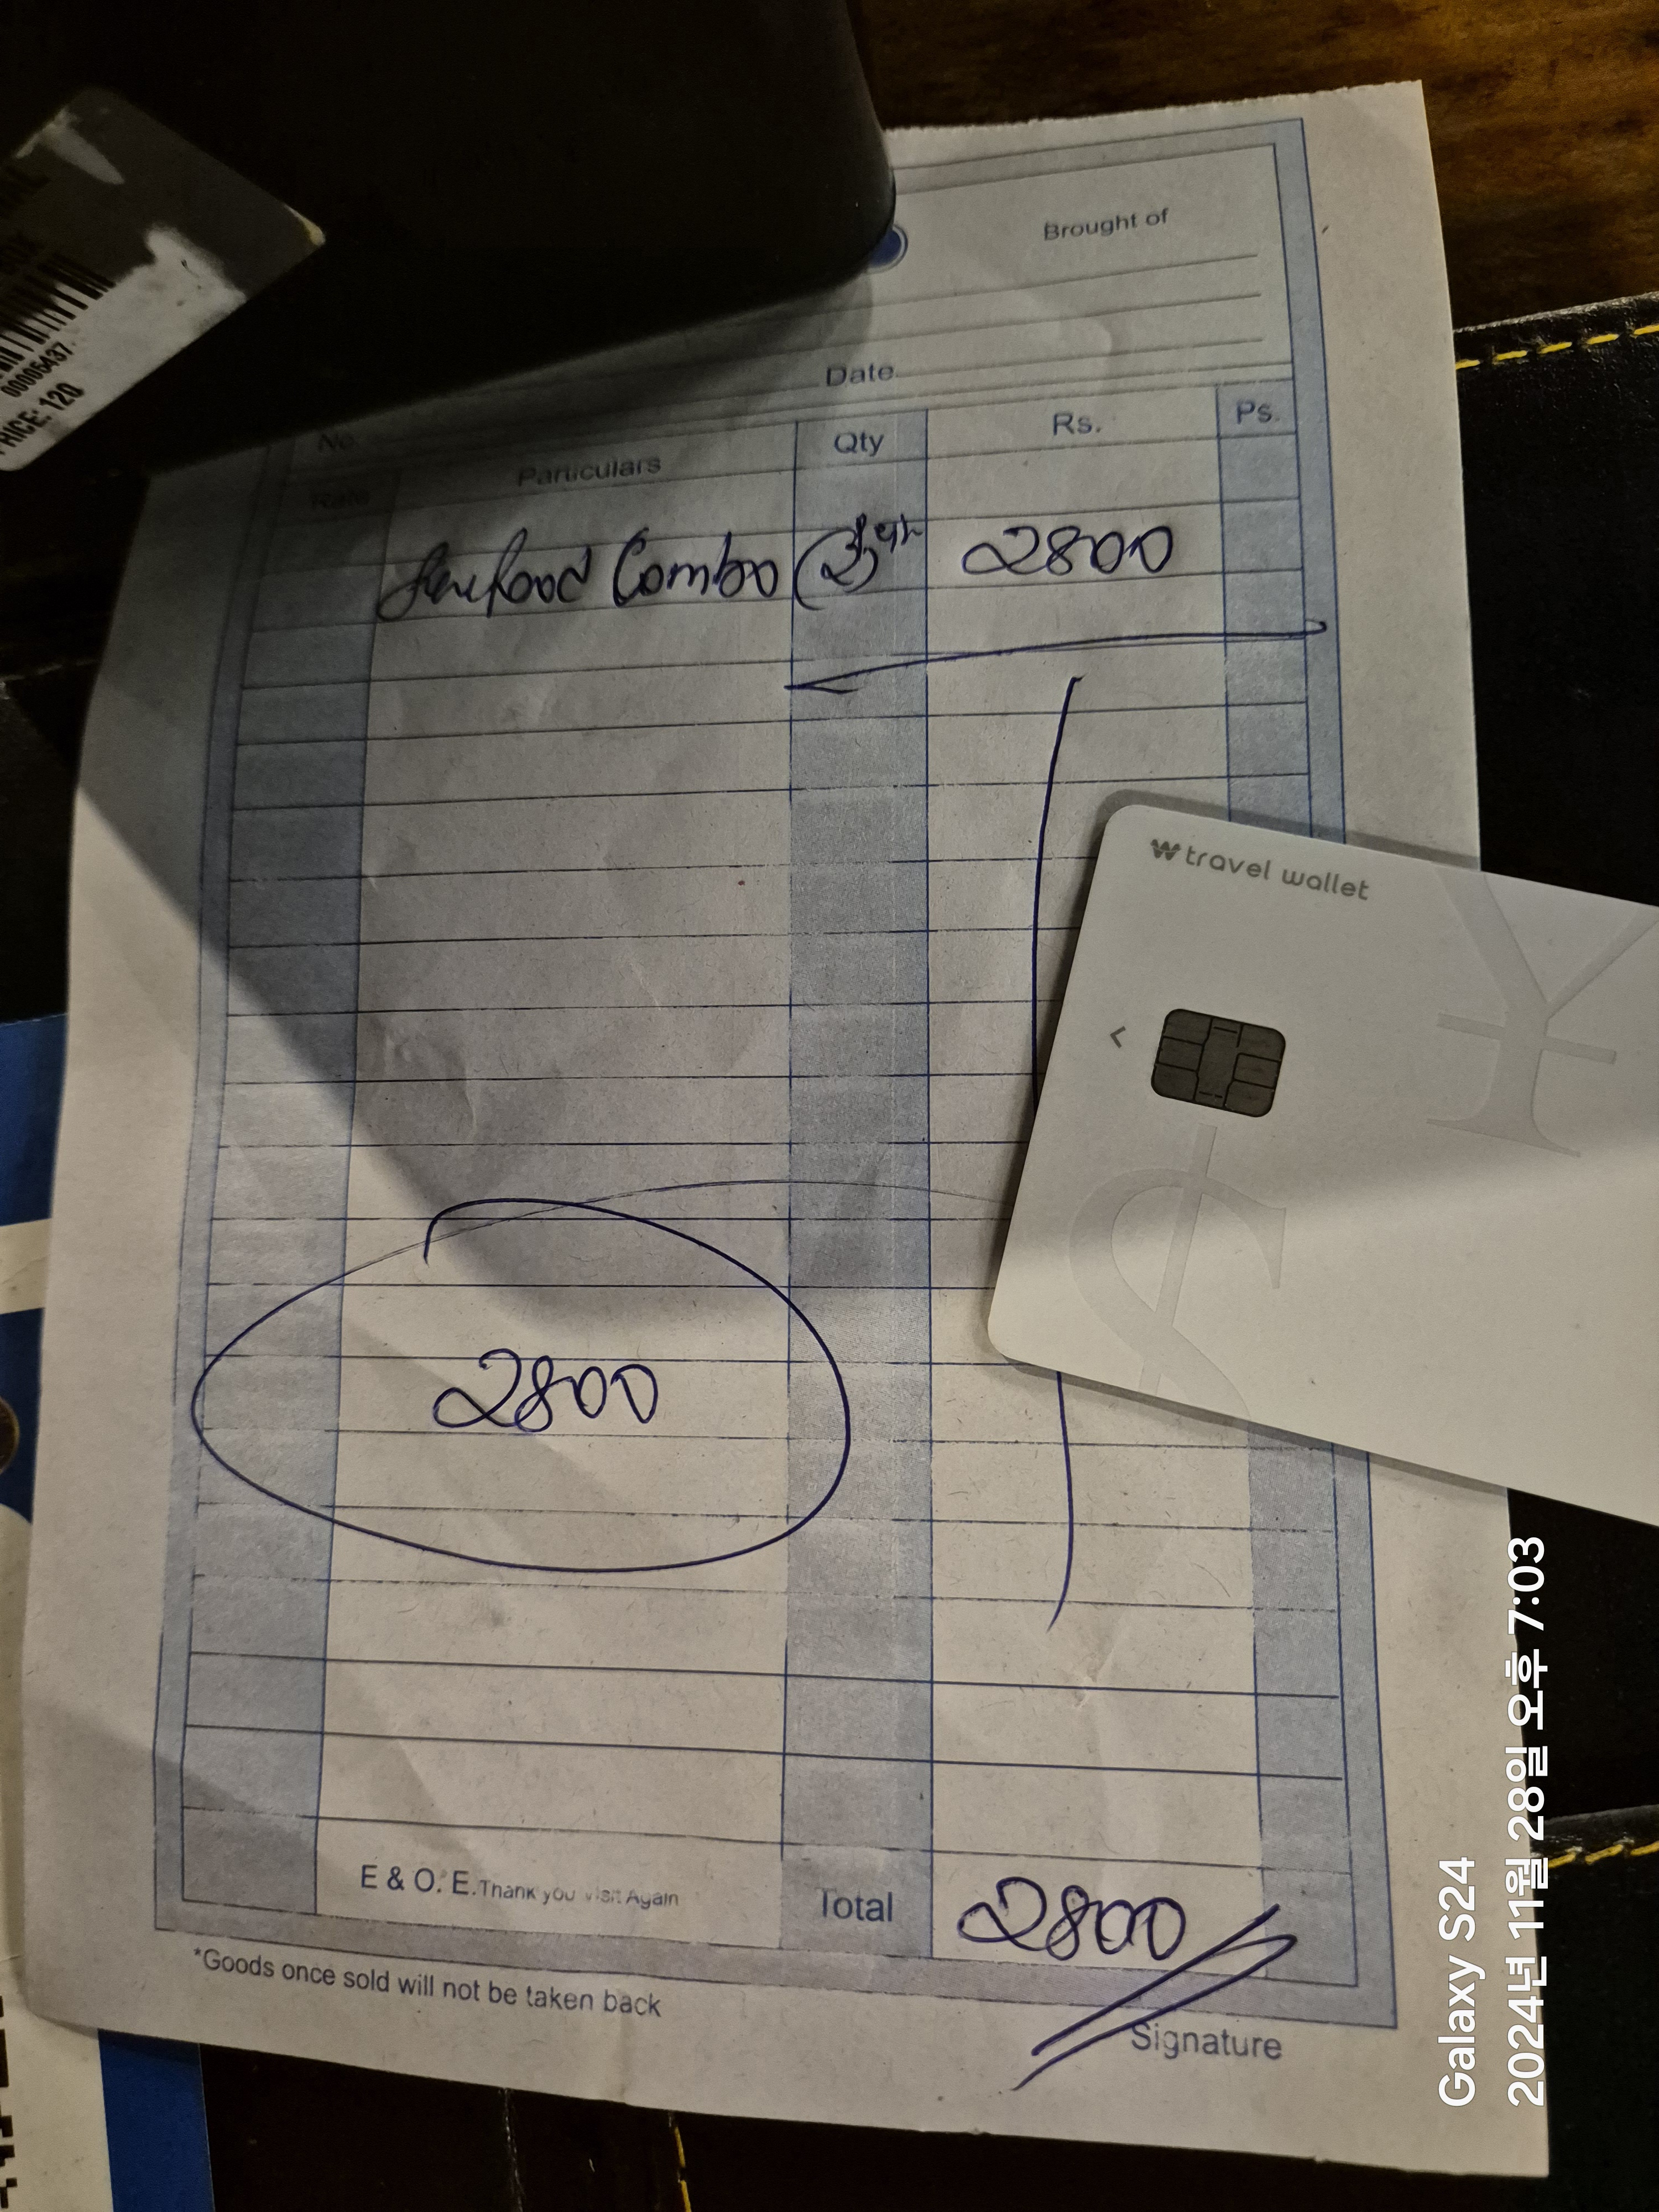 Brought of
Date
No.
Rate
Particulars
Qty
Rs.
Ps.
Seafood Combo (2) 2800
2800
E & O. E. Thank you visit Again
Total 2800
*Goods once sold will not be taken back
Signature
travel wallet
00005437
PRICE: 120
Galaxy S24
2024년 11월 28일 오후 7:03